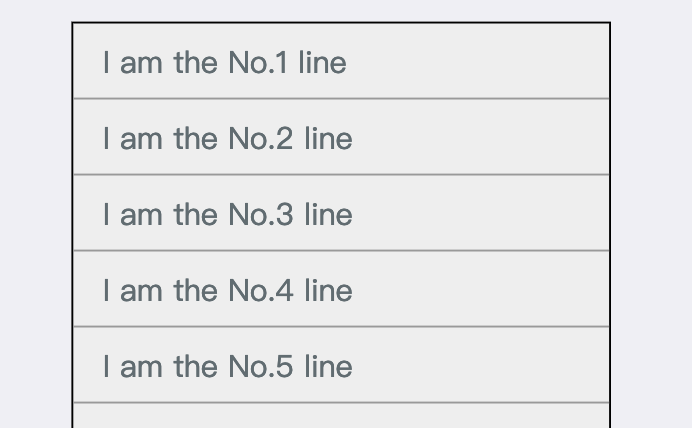 I am the No.1 line
I am the No.2 line
I am the No.3 line
I am the No.4 line
I am the No.5 line